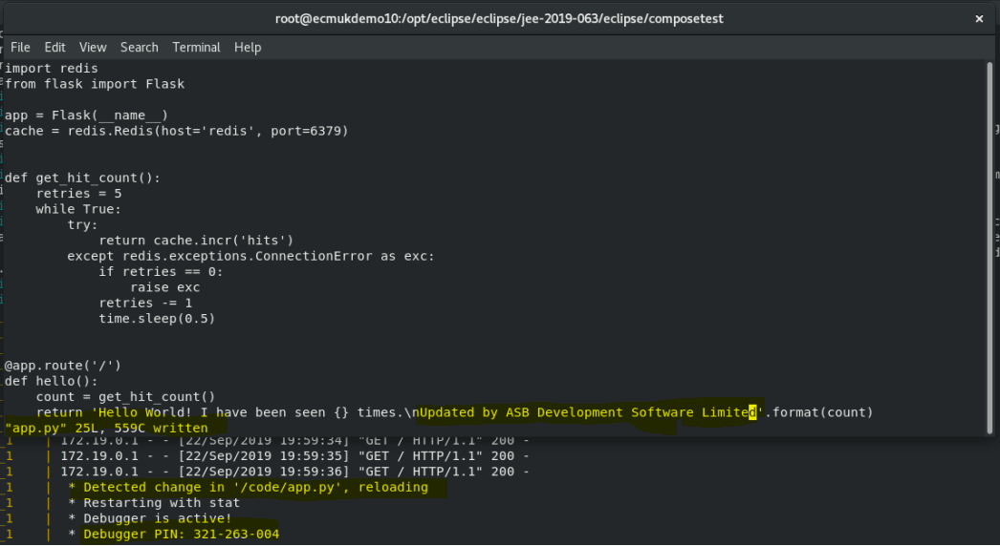 root@ecmukdemo10:/opt/eclipse/eclipse/jee-2019-063/eclipse/composetest ×
File Edit View Search Terminal Help
import redis
from flask import Flask
app = Flask(__name__)
cache = redis.Redis(host='redis', port=6379)
def get_hit_count():
    retries = 5
    while True:
        try:
            return cache.incr('hits')
        except redis.exceptions.ConnectionError as exc:
            if retries == 0:
                raise exc
            retries -= 1
            time.sleep(0.5)
@app.route('/')
def hello():
    count = get_hit_count()
    return 'Hello World! I have been seen {} times.\nUpdated by ASB Development Software Limited'.format(count)
"app.py" 25L, 559C written
_1     | 172.19.0.1 - - [22/Sep/2019 19:59:34] "GET / HTTP/1.1" 200 -
_1     | 172.19.0.1 - - [22/Sep/2019 19:59:35] "GET / HTTP/1.1" 200 -
_1     | 172.19.0.1 - - [22/Sep/2019 19:59:36] "GET / HTTP/1.1" 200 -
_1     |  * Detected change in '/code/app.py', reloading
_1     |  * Restarting with stat
_1     |  * Debugger is active!
_1     |  * Debugger PIN: 321-263-004